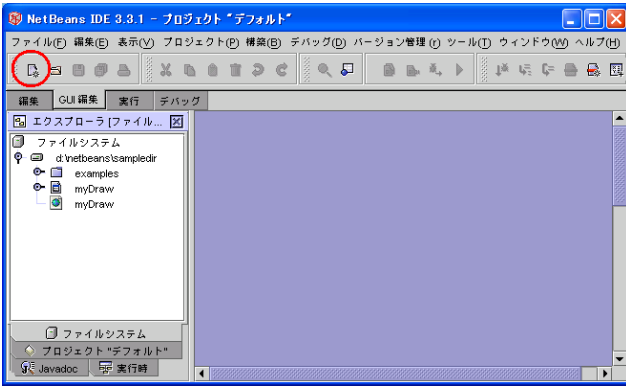 NetBeans IDE 3.3.1 - プロジェクト "デフォルト"
ファイル(F) 編集(E) 表示(V) プロジェクト(P) 構築(B) デバッグ(D) バージョン管理(r) ツール(T) ウィンドウ(W) ヘルプ(H)
編集 GUI 編集 実行 デバッグ
エクスプローラ [ファイル...
ファイルシステム
d:\netbeans\sampledir
examples
myDraw
myDraw
ファイルシステム
プロジェクト "デフォルト"
Javadoc 実行時